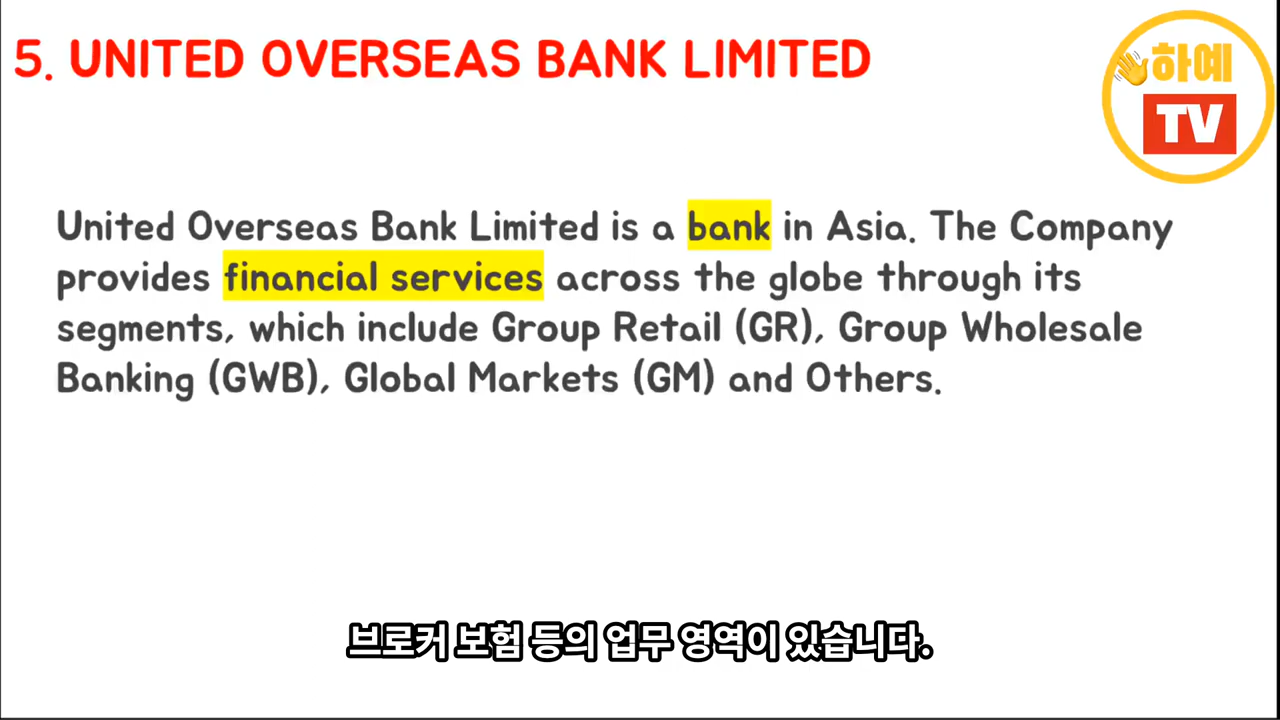 5. UNITED OVERSEAS BANK LIMITED
하예
TV
United Overseas Bank Limited is a bank in Asia. The Company
provides financial services across the globe through its
segments, which include Group Retail (GR), Group Wholesale
Banking (GWB), Global Markets (GM) and Others.
브로커 보험 등의 업무 영역이 있습니다.